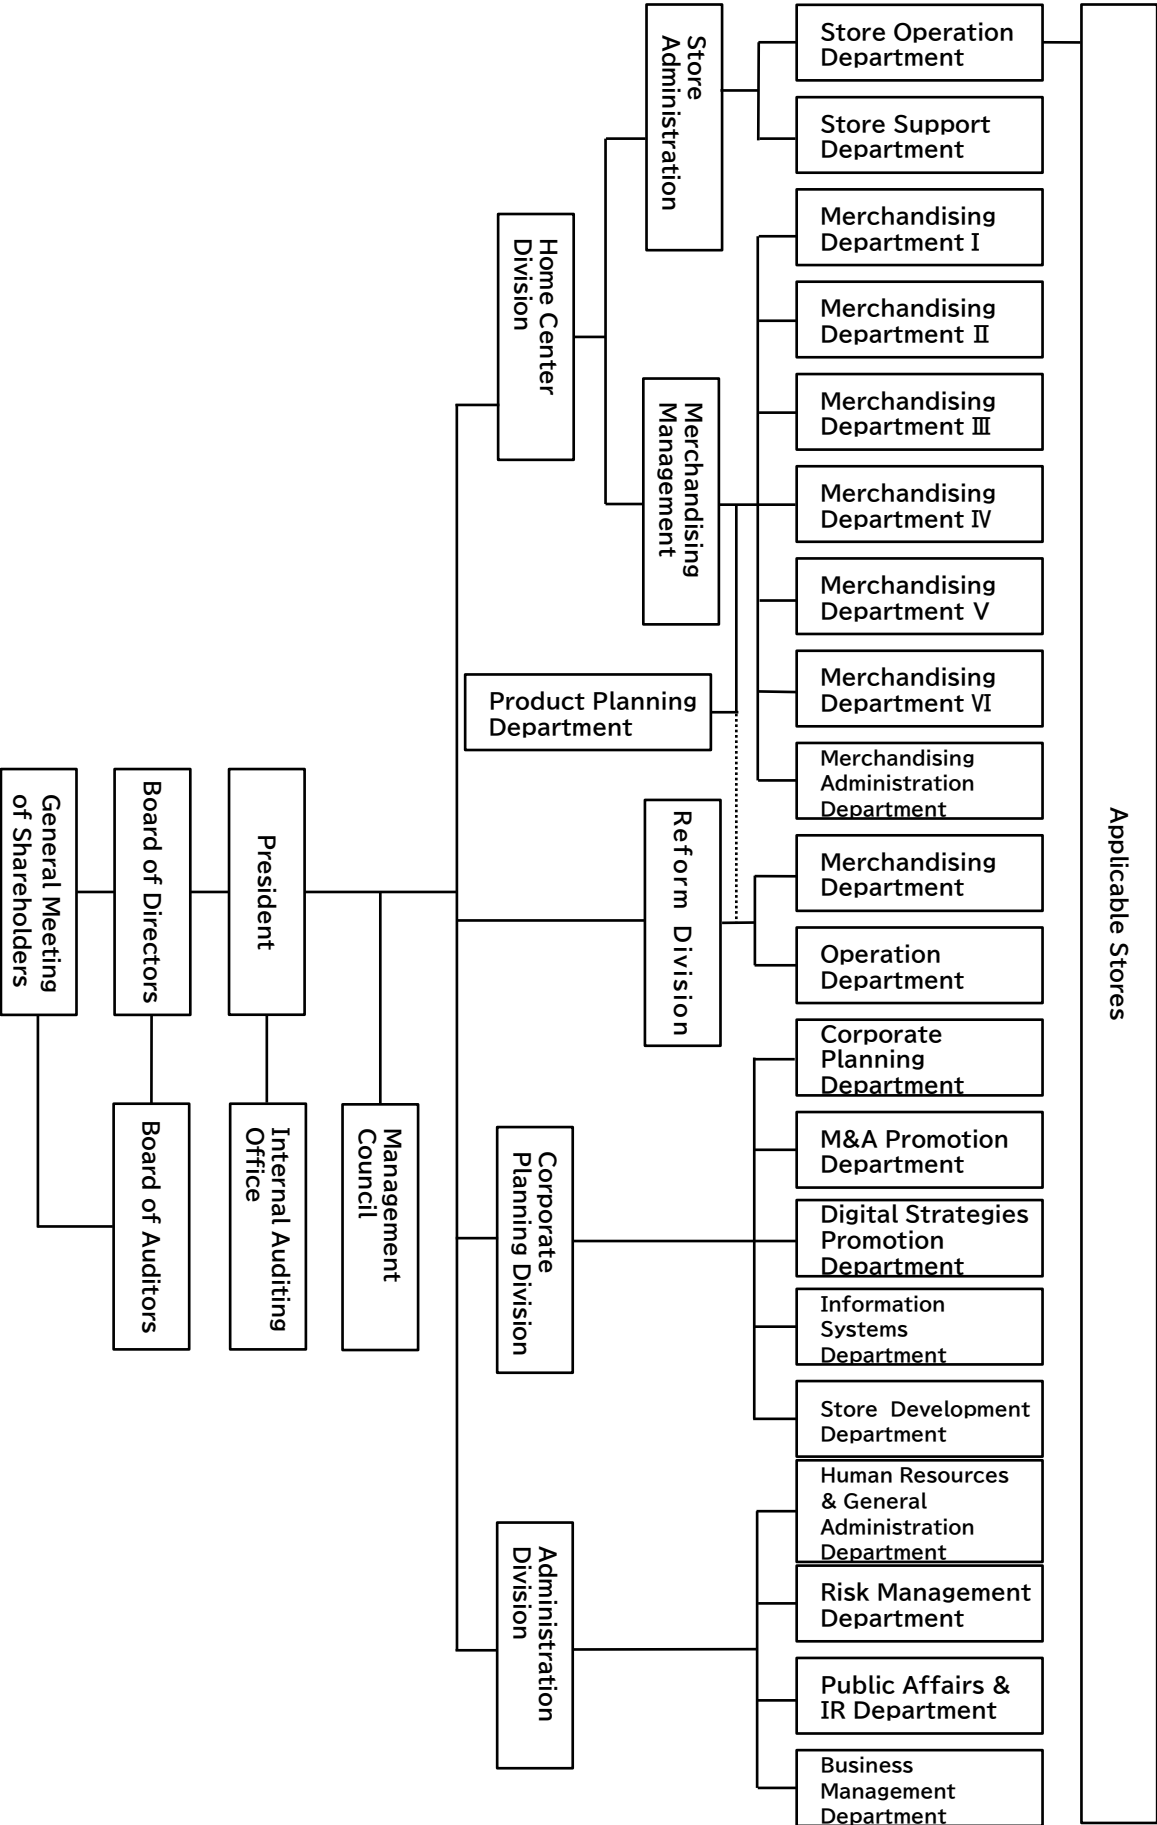 Store
Administration
Store Operation
Department
Store Support
Department
Home Center
Division
Merchandising
Department I
Merchandising
Department Ⅱ
Merchandising
Department Ⅲ
Merchandising
Management
Merchandising
Department Ⅳ
Merchandising
Department V
Merchandising
Department Ⅵ
Product Planning
Department
Merchandising
Administration
Department
General Meeting
of Shareholders
Board of Directors
President
Reform Division
Merchandising
Department
Operation
Department
Applicable Stores
Board of Auditors
Internal Auditing
Office
Management
Council
Corporate
Planning Division
Corporate
Planning
Department
M&A Promotion
Department
Digital Strategies
Promotion
Department
Information
Systems
Department
Store Development
Department
Administration
Division
Human Resources
& General
Administration
Department
Risk Management
Department
Public Affairs &
IR Department
Business
Management
Department